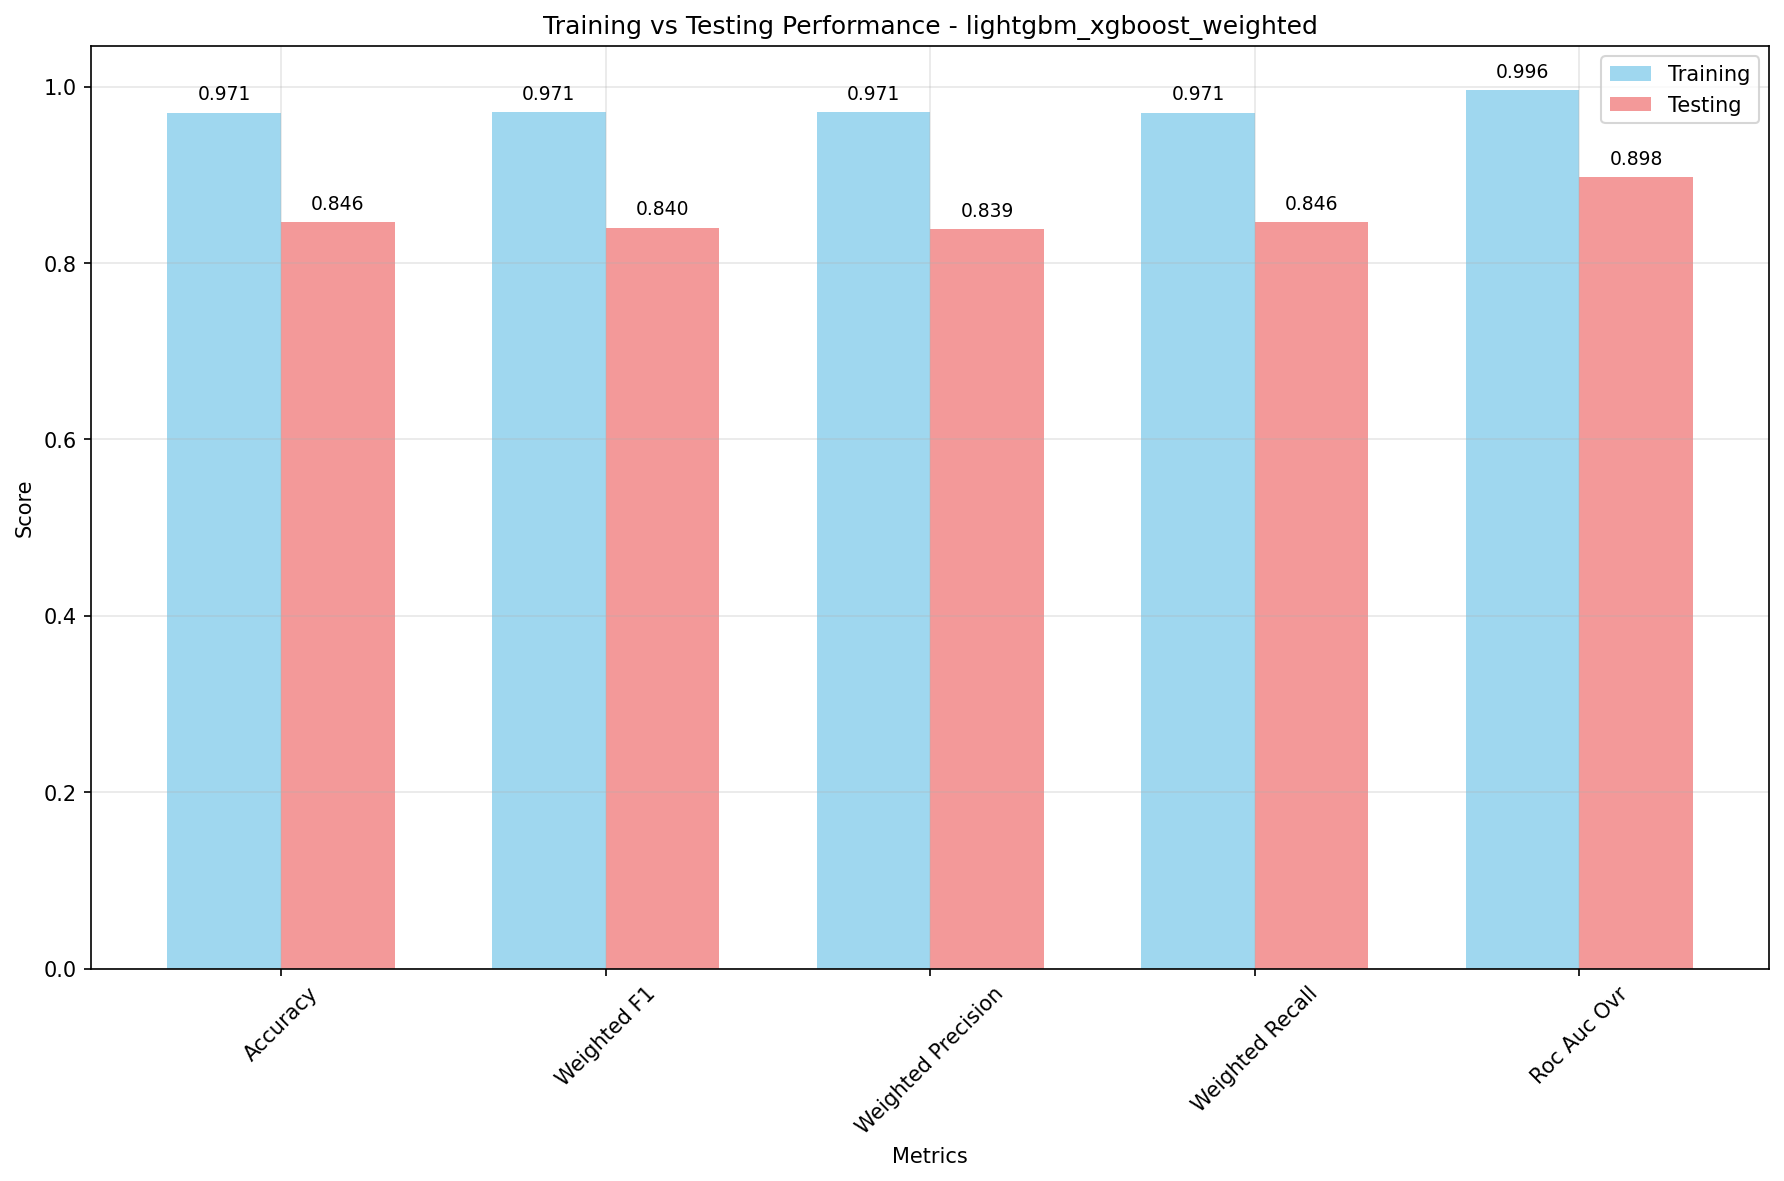 Training vs Testing Performance - lightgbm_xgboost_weighted
Training
Testing
0.971
0.846
0.971
0.840
0.971
0.839
0.971
0.846
0.996
0.898
1.0
0.8
0.6
0.4
0.2
0.0
Score
Accuracy
Weighted F1
Weighted Precision
Weighted Recall
Roc Auc Ovr
Metrics